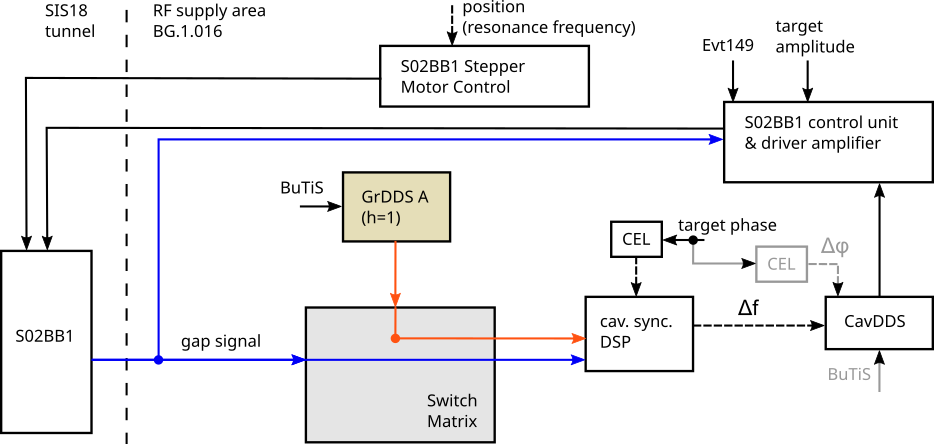 SIS18
tunnel
RF supply area
BG.1.016
position
(resonance frequency)
S02BB1 Stepper
Motor Control
Evt149
target
amplitude
S02BB1 control unit
& driver amplifier
BuTiS
GrDDS A
(h=1)
CEL
target phase
CEL
Δφ
S02BB1
gap signal
cav. sync.
DSP
Δf
CavDDS
BuTiS
Switch
Matrix